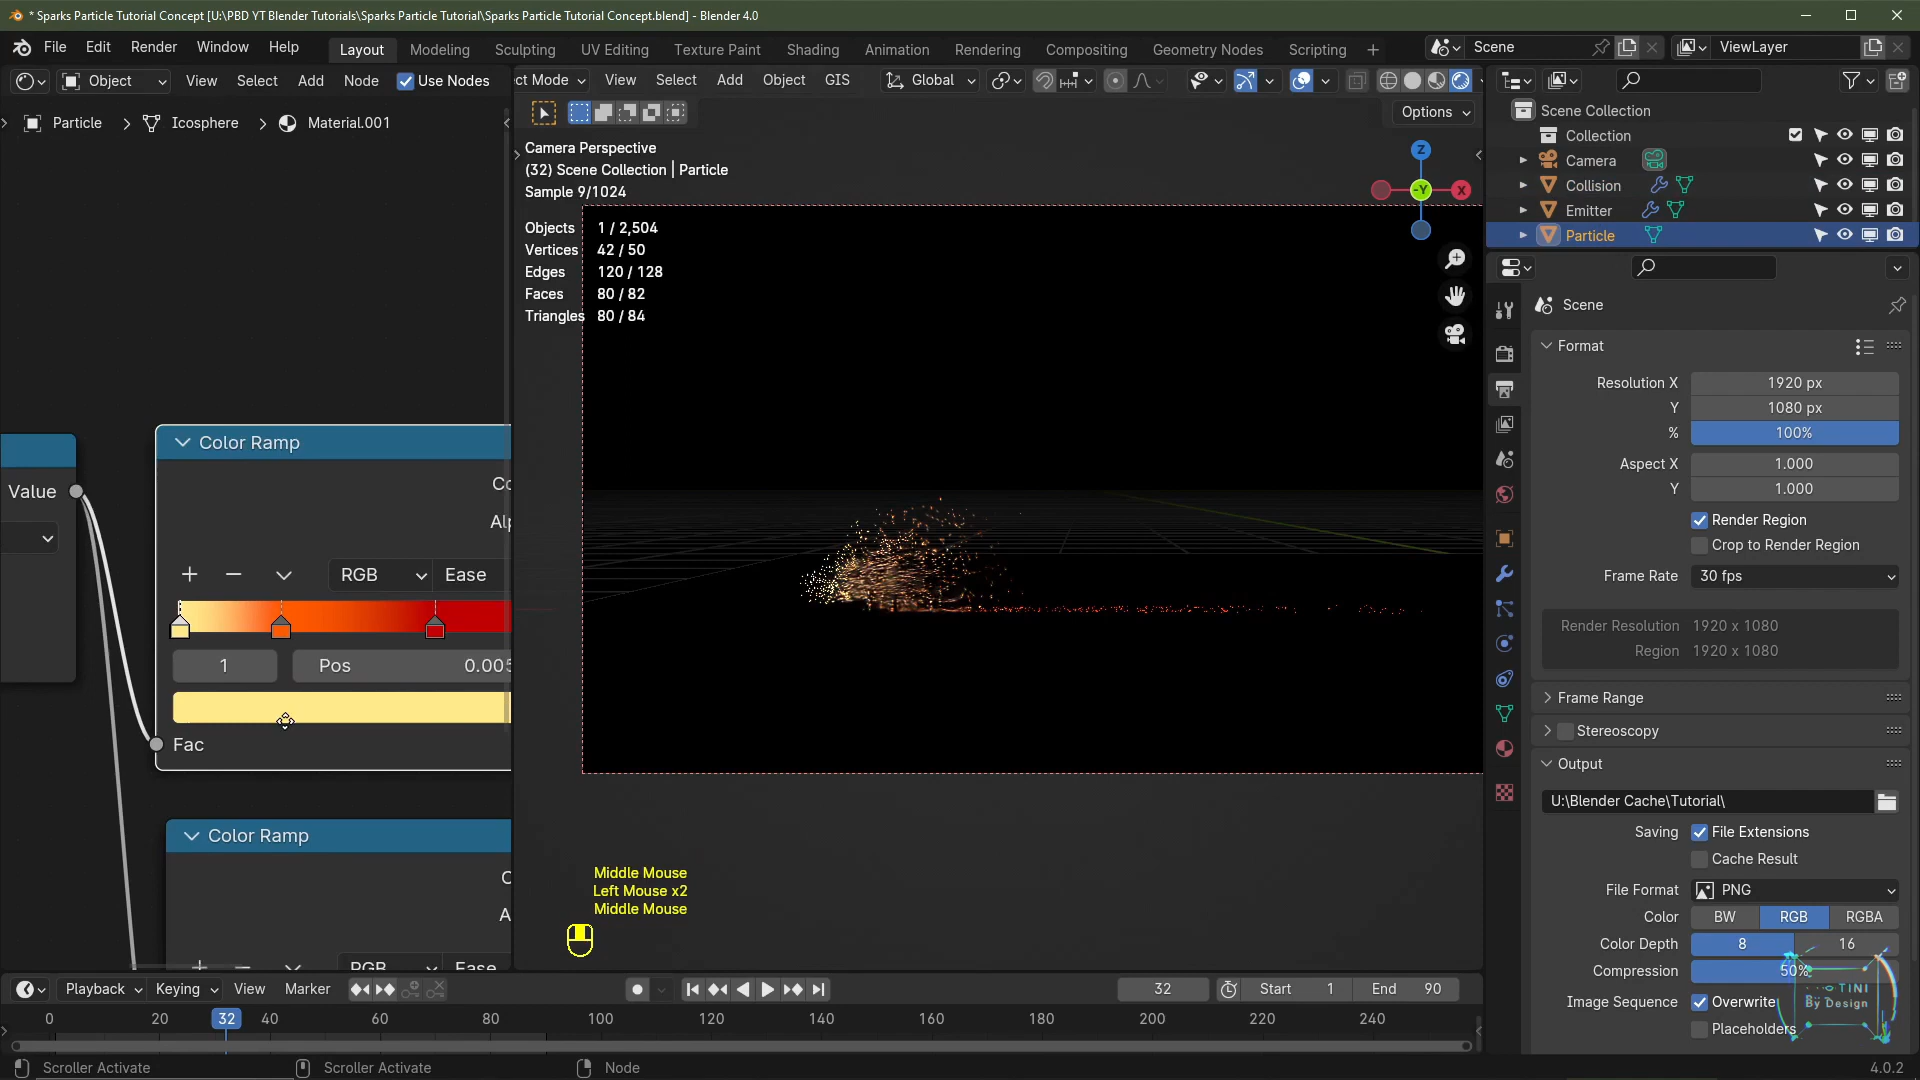 * Sparks Particle Tutorial Concept [U:\PBD YT Blender Tutorials\Sparks Particle Tutorial\Sparks Particle Tutorial Concept.blend] - Blender 4.0
File Edit Render Window Help Layout Modeling Sculpting UV Editing Texture Paint Shading Animation Rendering Compositing Geometry Nodes Scripting + Scene ViewLayer
Object View Select Add Node Use Nodes ct Mode View Select Add Object GIS Global
Options
Particle > Icosphere > Material.001
Camera Perspective
(32) Scene Collection | Particle
Sample 9/1024
Objects 1 / 2,504
Vertices 42 / 50
Edges 120 / 128
Faces 80 / 82
Triangles 80 / 84
Z
-Y X
Value
Color Ramp
Co
Alp
RGB Ease
1 Pos 0.005
Fac
Color Ramp
C
A
RGB Ease
Middle Mouse
Left Mouse x2
Middle Mouse
Scene Collection
Collection
Camera
Collision
Emitter
Particle
Scene
Format
Resolution X 1920 px
Y 1080 px
% 100%
Aspect X 1.000
Y 1.000
Render Region
Crop to Render Region
Frame Rate 30 fps
Render Resolution 1920 x 1080
Region 1920 x 1080
Frame Range
Stereoscopy
Output
U:\Blender Cache\Tutorial\
Saving File Extensions
Cache Result
File Format PNG
Color BW RGB RGBA
Color Depth 8 16
Compression 50%
Image Sequence Overwrite
Placeholders
TINI
By Design
Playback Keying View Marker 32 Start 1 End 90
0 20 32 40 60 80 100 120 140 160 180 200 220 240
Scroller Activate Scroller Activate Node 4.0.2